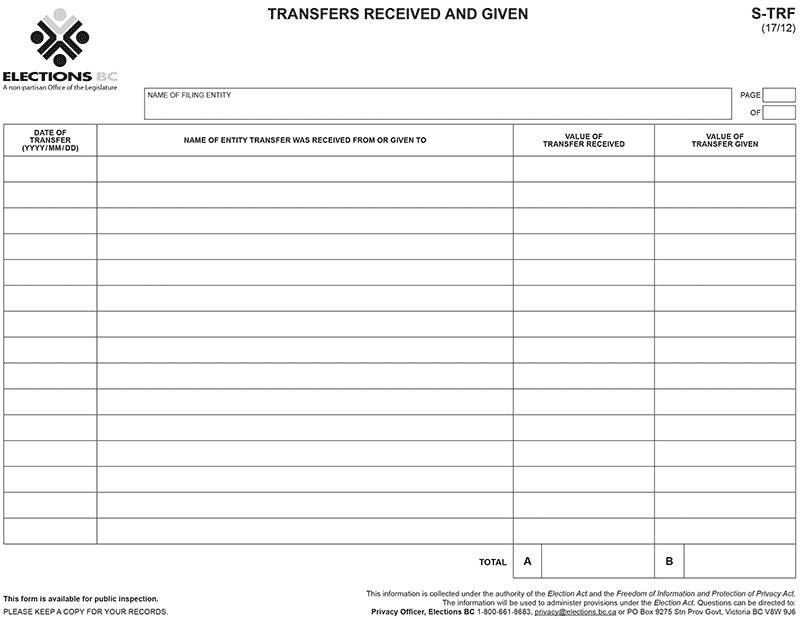 TRANSFERS RECEIVED AND GIVEN
S-TRF
(17/12)
ELECTIONS BC
A non-partisan Office of the Legislature
NAME OF FILING ENTITY
PAGE
OF
DATE OF
TRANSFER
(YYYY/MM/DD)
NAME OF ENTITY TRANSFER WAS RECEIVED FROM OR GIVEN TO
VALUE OF
TRANSFER RECEIVED
VALUE OF
TRANSFER GIVEN
TOTAL A B
This form is available for public inspection.
PLEASE KEEP A COPY FOR YOUR RECORDS.
This information is collected under the authority of the Election Act and the Freedom of Information and Protection of Privacy Act.
The information will be used to administer provisions under the Election Act. Questions can be directed to:
Privacy Officer, Elections BC 1-800-661-8683, privacy@elections.bc.ca or PO Box 9275 Stn Prov Govt, Victoria BC V8W 9J6